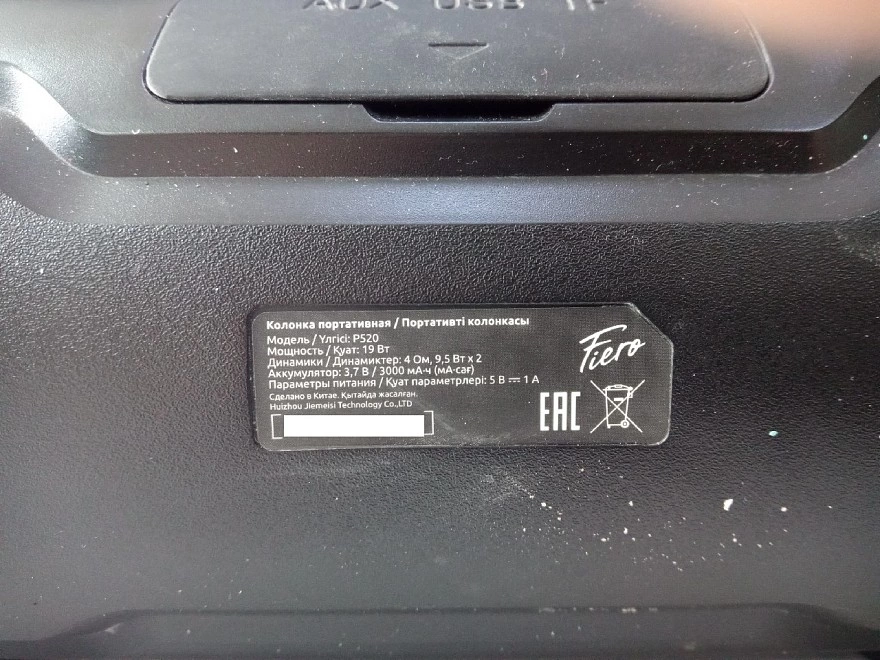 AUX USB TF
Колонка портативная / Портативті колонкасы
Модель / Үлгісі: P520
Мощность / Қуат: 19 Вт
Динамики / Динамиктер: 4 Ом, 9,5 Вт x 2
Аккумулятор: 3,7 В / 3000 мА·ч (мА·сағ)
Параметры питания / Қуат параметрлері: 5 В ⎓ 1 А
Сделано в Китае. Қытайда жасалған.
Huizhou Jiemeisi Technology Co.,LTD
Fiero
EAC